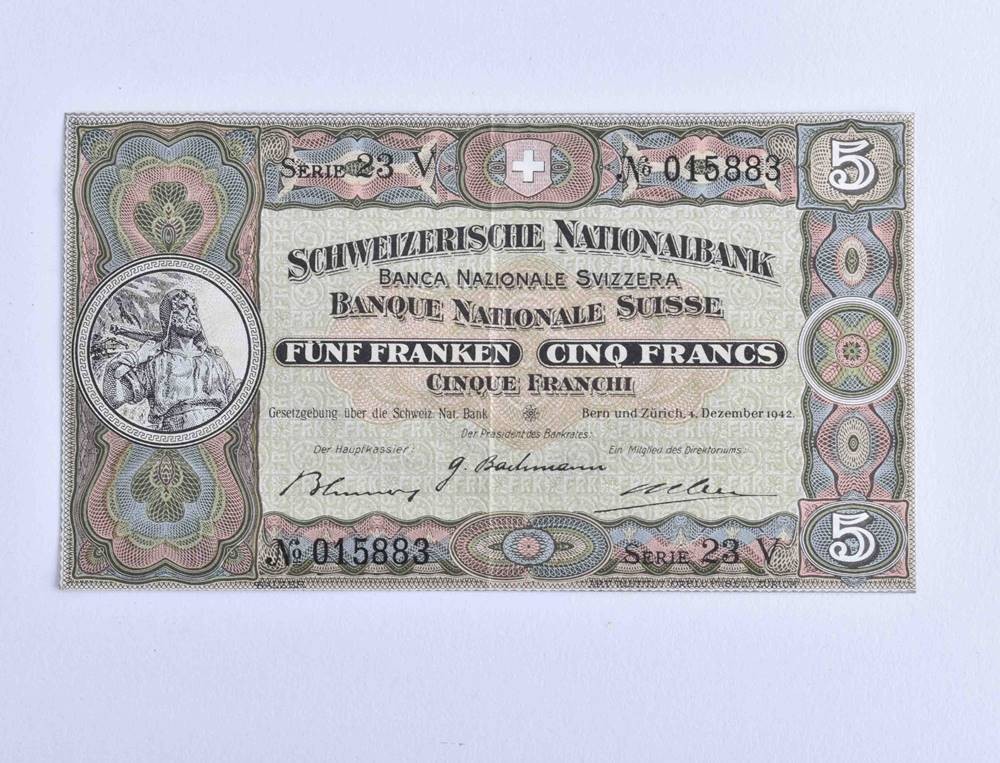 SERIE 23 V
No 015883
5
SCHWEIZERISCHE NATIONALBANK
BANCA NAZIONALE SVIZZERA
BANQUE NATIONALE SUISSE
FÜNF FRANKEN CINQ FRANCS
CINQUE FRANCHI
Gesetzgebung über die Schweiz. Nat. Bank
Bern und Zürich, 4. Dezember 1942.
Der Präsident des Bankrates:
Der Hauptkassier:
Ein Mitglied des Direktoriums:
G. Bachmann
No 015883
SERIE 23 V
5
BALZER